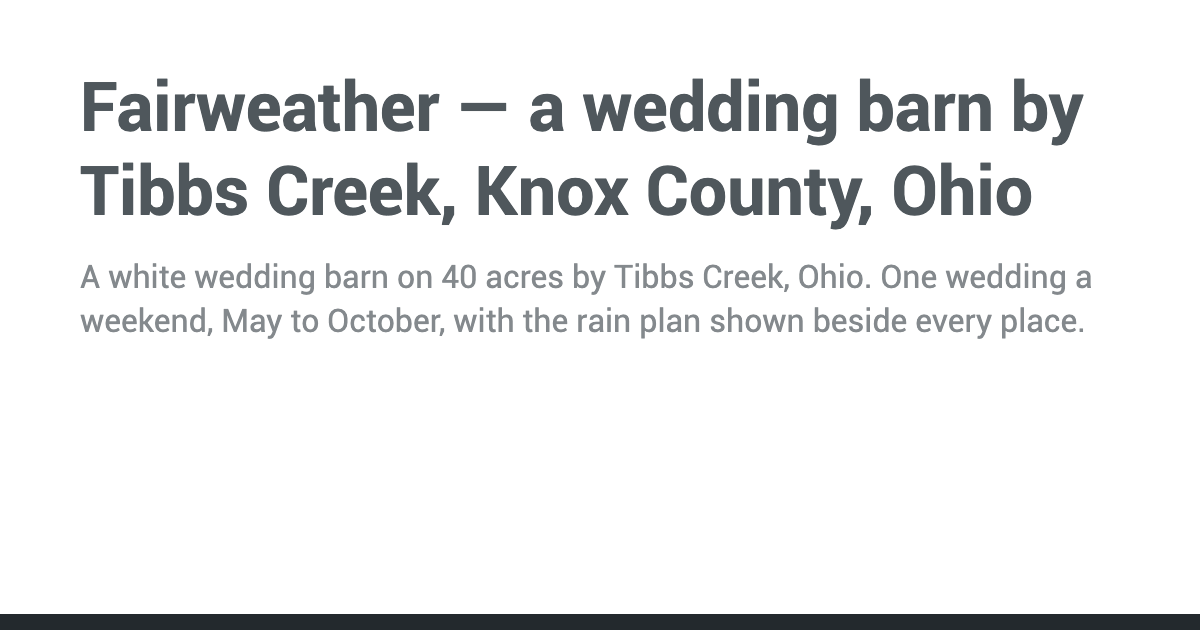 Fairweather — a wedding barn by
Tibbs Creek, Knox County, Ohio
A white wedding barn on 40 acres by Tibbs Creek, Ohio. One wedding a
weekend, May to October, with the rain plan shown beside every place.